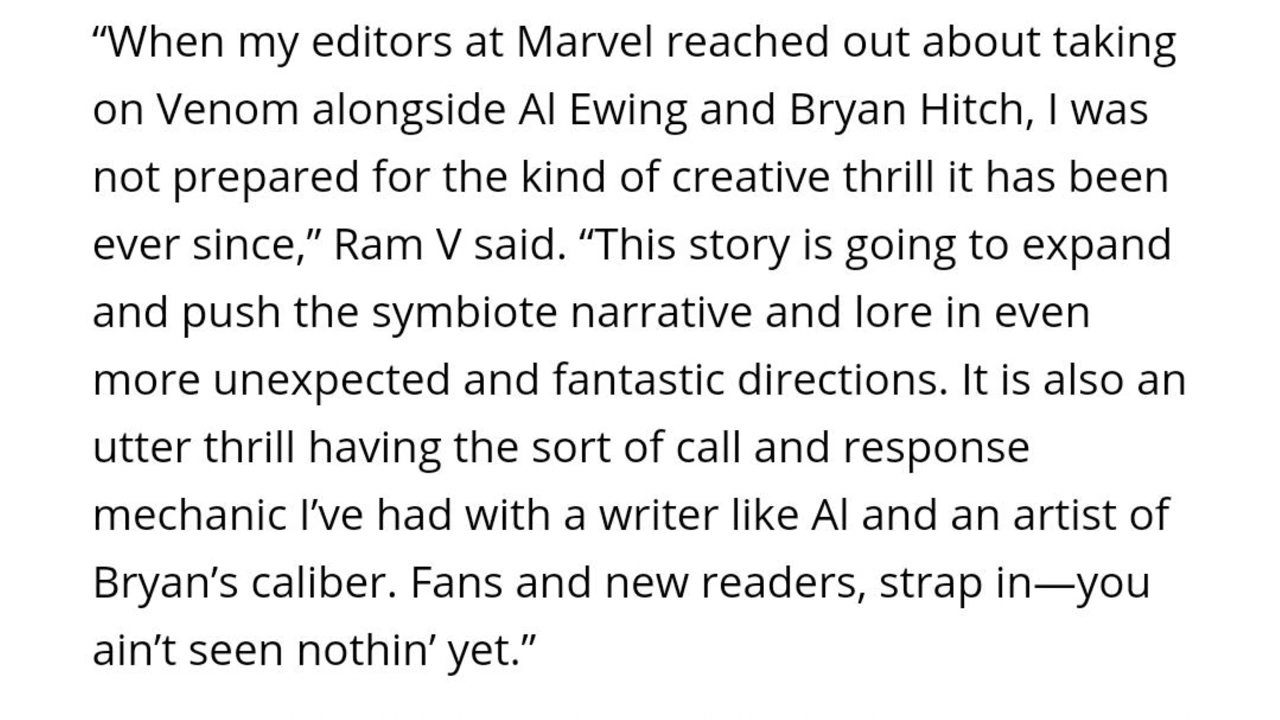 “When my editors at Marvel reached out about taking
on Venom alongside Al Ewing and Bryan Hitch, I was
not prepared for the kind of creative thrill it has been
ever since,” Ram V said. “This story is going to expand
and push the symbiote narrative and lore in even
more unexpected and fantastic directions. It is also an
utter thrill having the sort of call and response
mechanic I’ve had with a writer like Al and an artist of
Bryan’s caliber. Fans and new readers, strap in—you
ain’t seen nothin’ yet.”